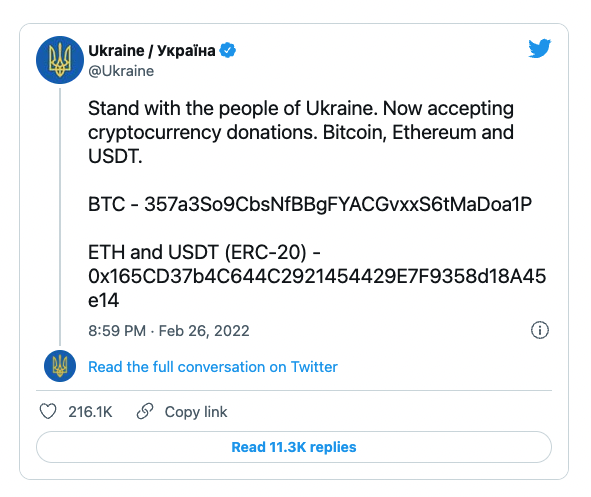 Ukraine / Україна
@Ukraine
Stand with the people of Ukraine. Now accepting
cryptocurrency donations. Bitcoin, Ethereum and
USDT.
BTC - 357a3So9CbsNfBBgFYACGvxxS6tMaDoa1P
ETH and USDT (ERC-20) -
0x165CD37b4C644C2921454429E7F9358d18A45
e14
8:59 PM · Feb 26, 2022
Read the full conversation on Twitter
216.1K Copy link
Read 11.3K replies